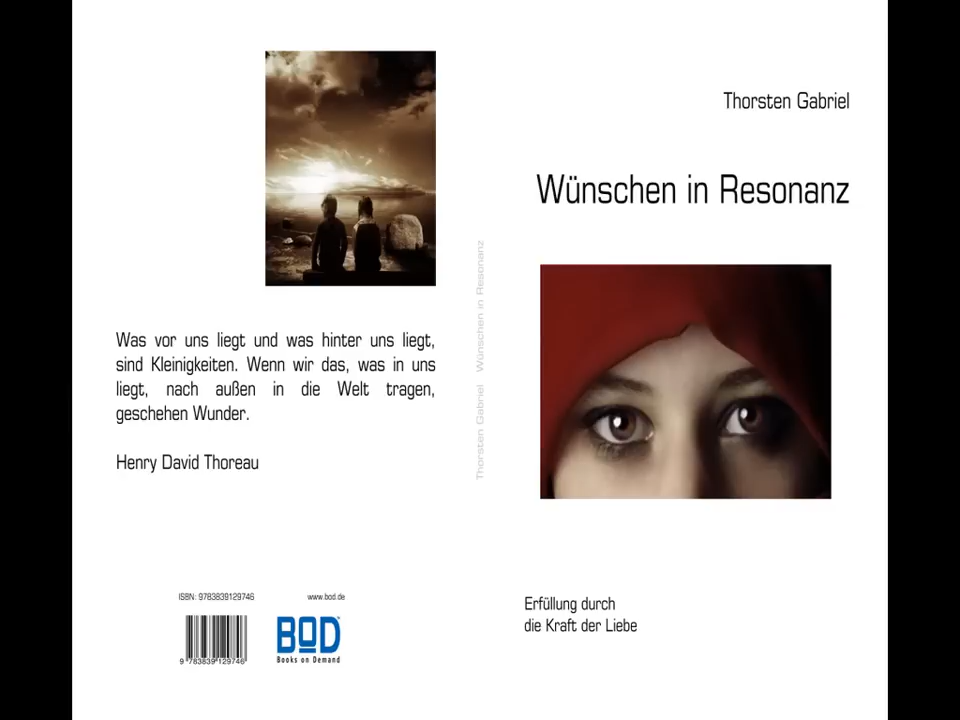 Was vor uns liegt und was hinter uns liegt,
sind Kleinigkeiten. Wenn wir das, was in uns
liegt, nach außen in die Welt tragen,
geschehen Wunder.
Henry David Thoreau
ISBN: 9783839129746
www.bod.de
9 783839 129746
BOD
Books on Demand
Thorsten Gabriel Wünschen in Resonanz
Thorsten Gabriel
Wünschen in Resonanz
Erfüllung durch
die Kraft der Liebe